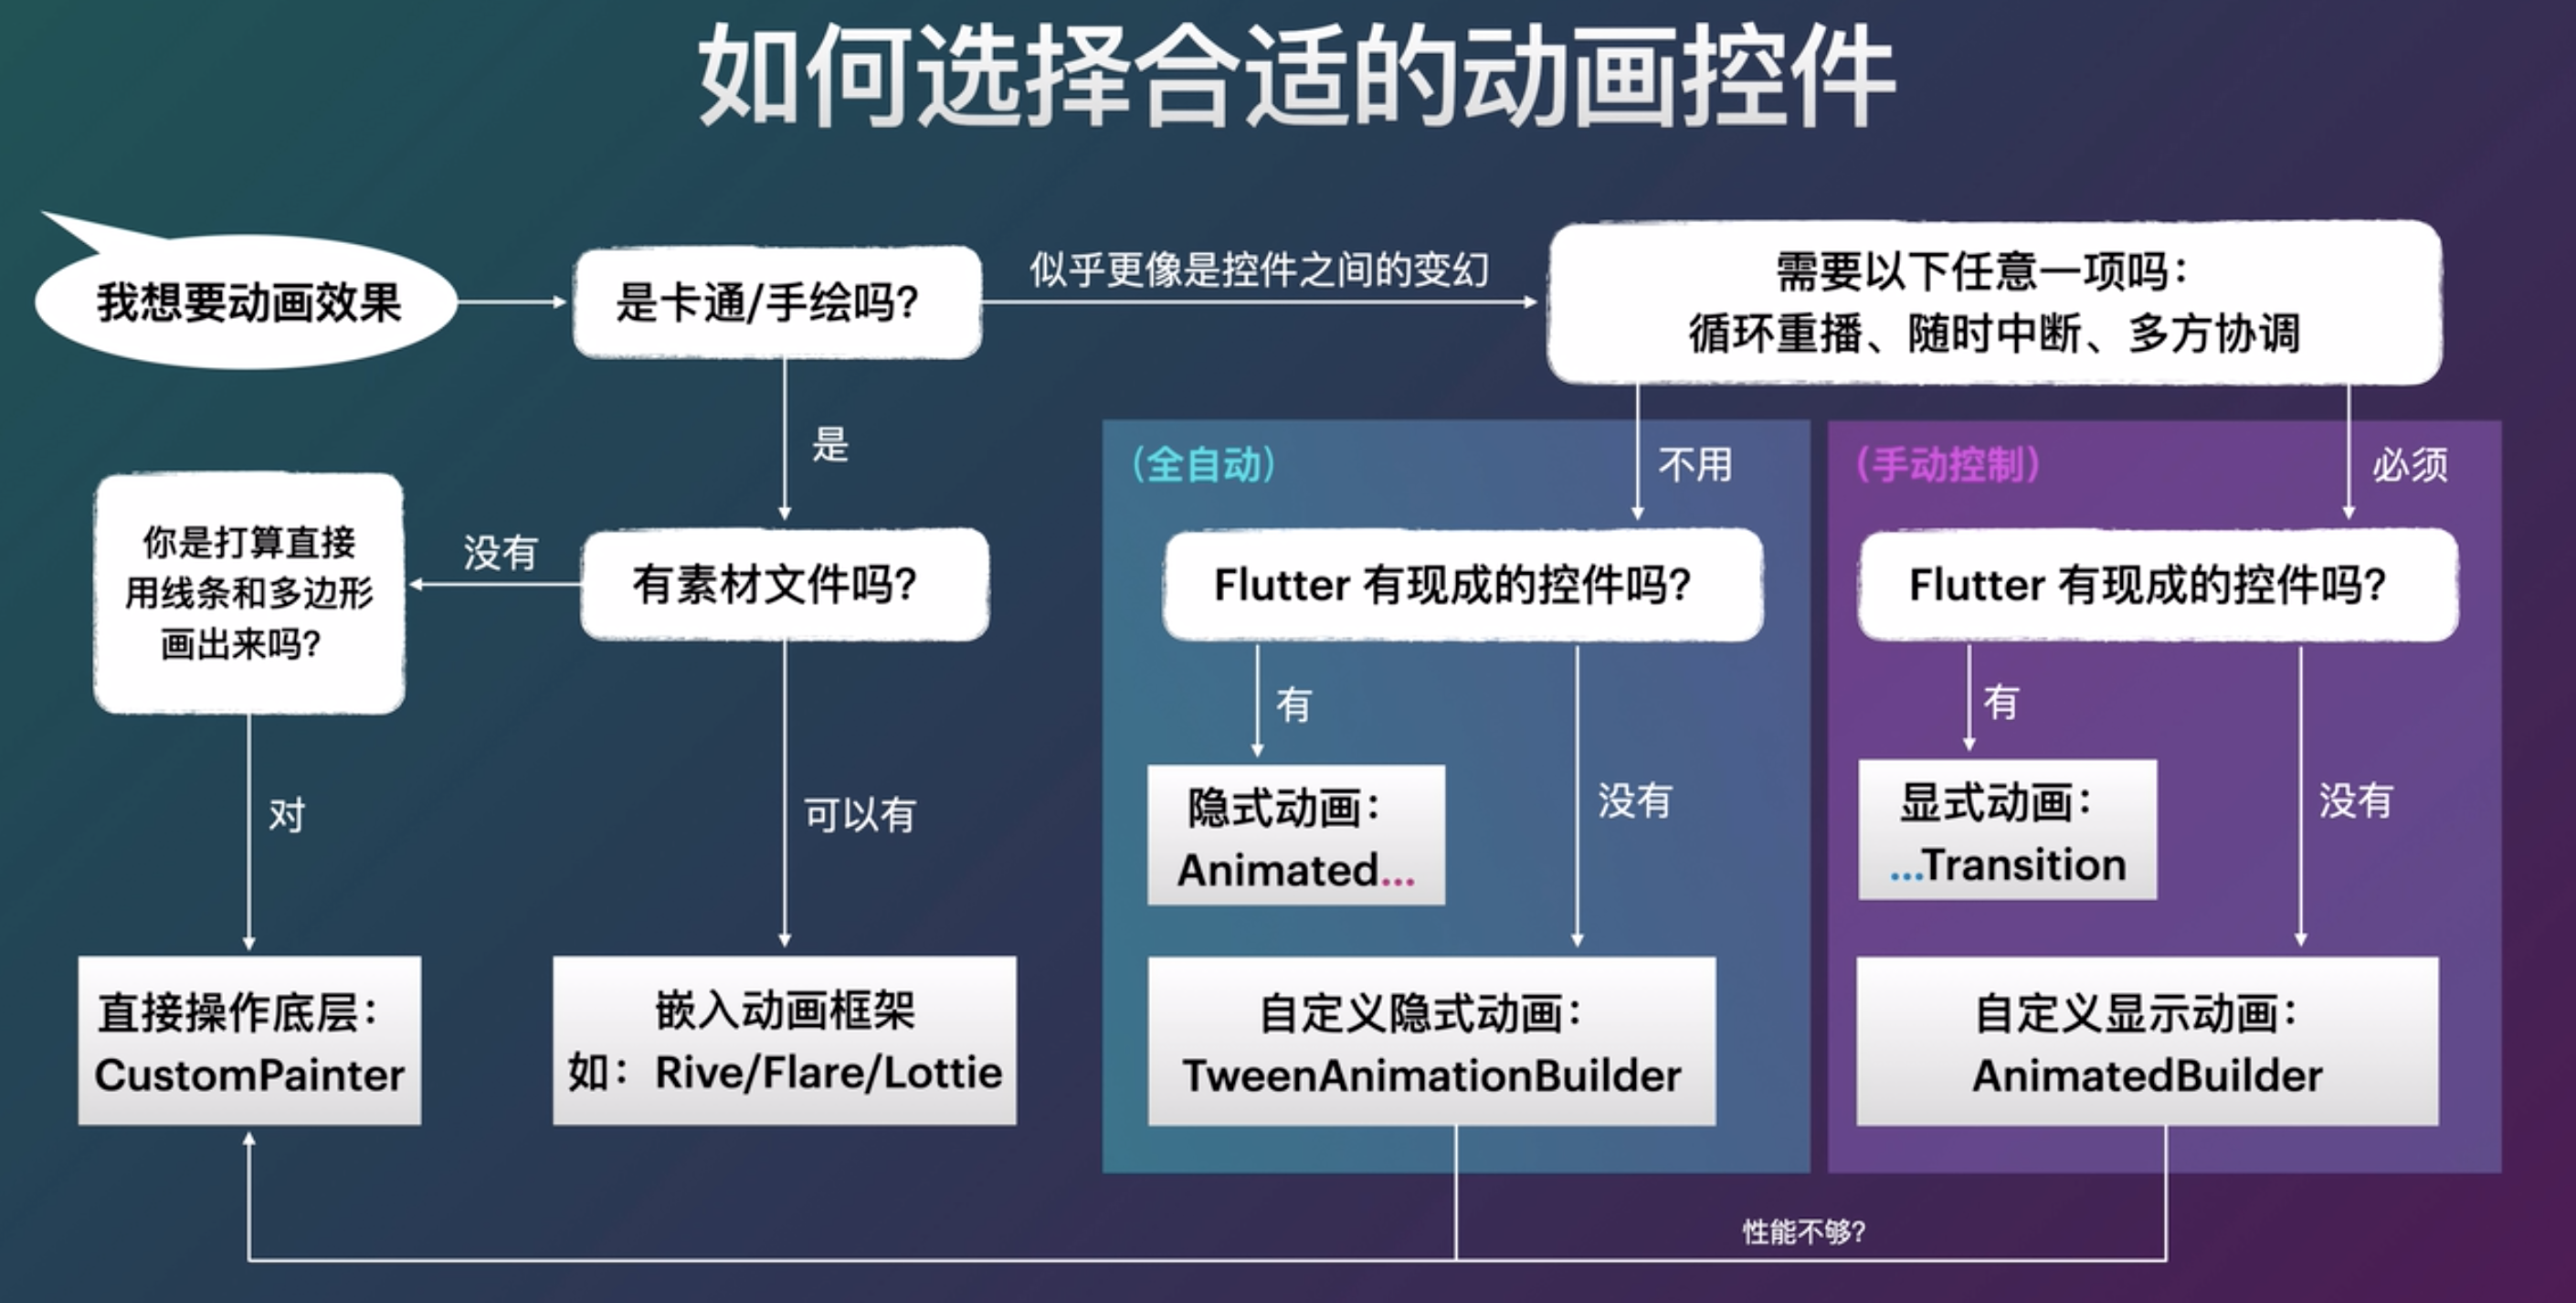 如何选择合适的动画控件
我想要动画效果
是卡通/手绘吗？
似乎更像是控件之间的变幻
需要以下任意一项吗：
循环重播、随时中断、多方协调
是
（全自动）
不用
（手动控制）
必须
你是打算直接
用线条和多边形
画出来吗？
没有
有素材文件吗？
Flutter 有现成的控件吗？
Flutter 有现成的控件吗？
有
有
对
可以有
隐式动画：
Animated...
没有
显式动画：
...Transition
没有
直接操作底层：
CustomPainter
嵌入动画框架
如：Rive/Flare/Lottie
自定义隐式动画：
TweenAnimationBuilder
自定义显示动画：
AnimatedBuilder
性能不够？